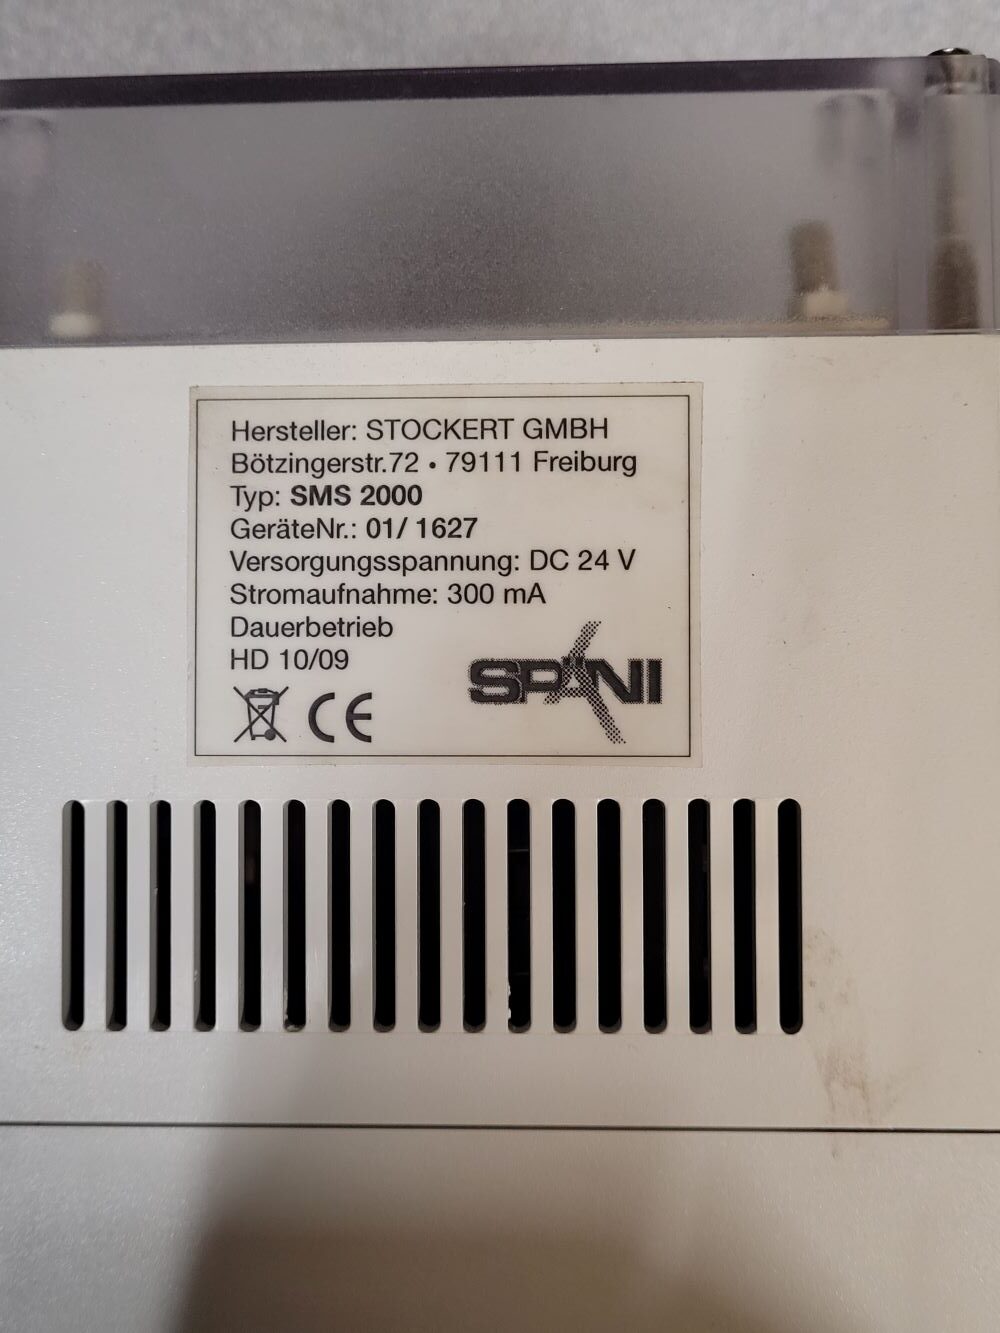 Hersteller: STOCKERT GMBH
Bötzingerstr.72 • 79111 Freiburg
Typ: SMS 2000
GeräteNr.: 01/ 1627
Versorgungsspannung: DC 24 V
Stromaufnahme: 300 mA
Dauerbetrieb
HD 10/09
SPÄNI
CE